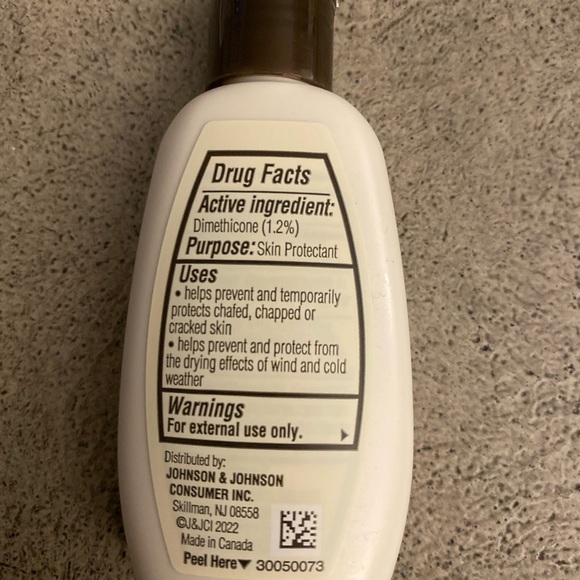 Drug Facts
Active ingredient:
Dimethicone (1.2%)
Purpose: Skin Protectant
Uses
• helps prevent and temporarily
protects chafed, chapped or
cracked skin
• helps prevent and protect from
the drying effects of wind and cold
weather
Warnings
For external use only.
Distributed by:
JOHNSON & JOHNSON
CONSUMER INC.
Skillman, NJ 08558
©J&JCI 2022
Made in Canada
Peel Here▼ 30050073